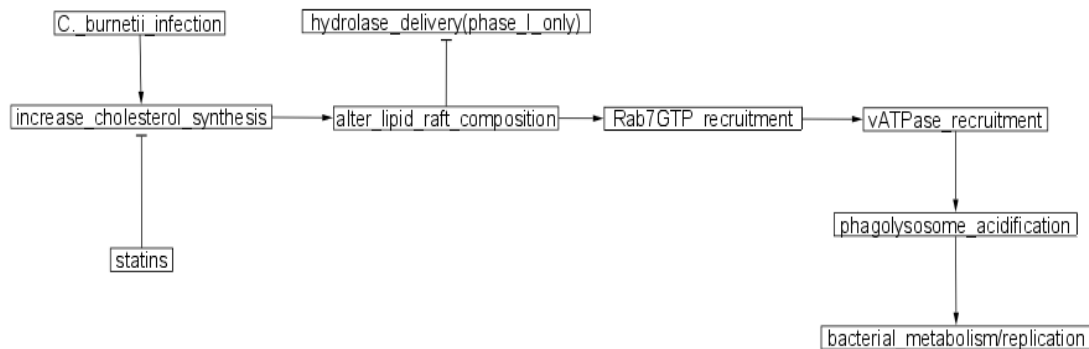 C._burnetii_infection
hydrolase_delivery(phase_I_only)
increase_cholesterol_synthesis
alter_lipid_raft_composition
Rab7GTP_recruitment
vATPase_recruitment
phagolysosome_acidification
statins
bacterial_metabolism/replication